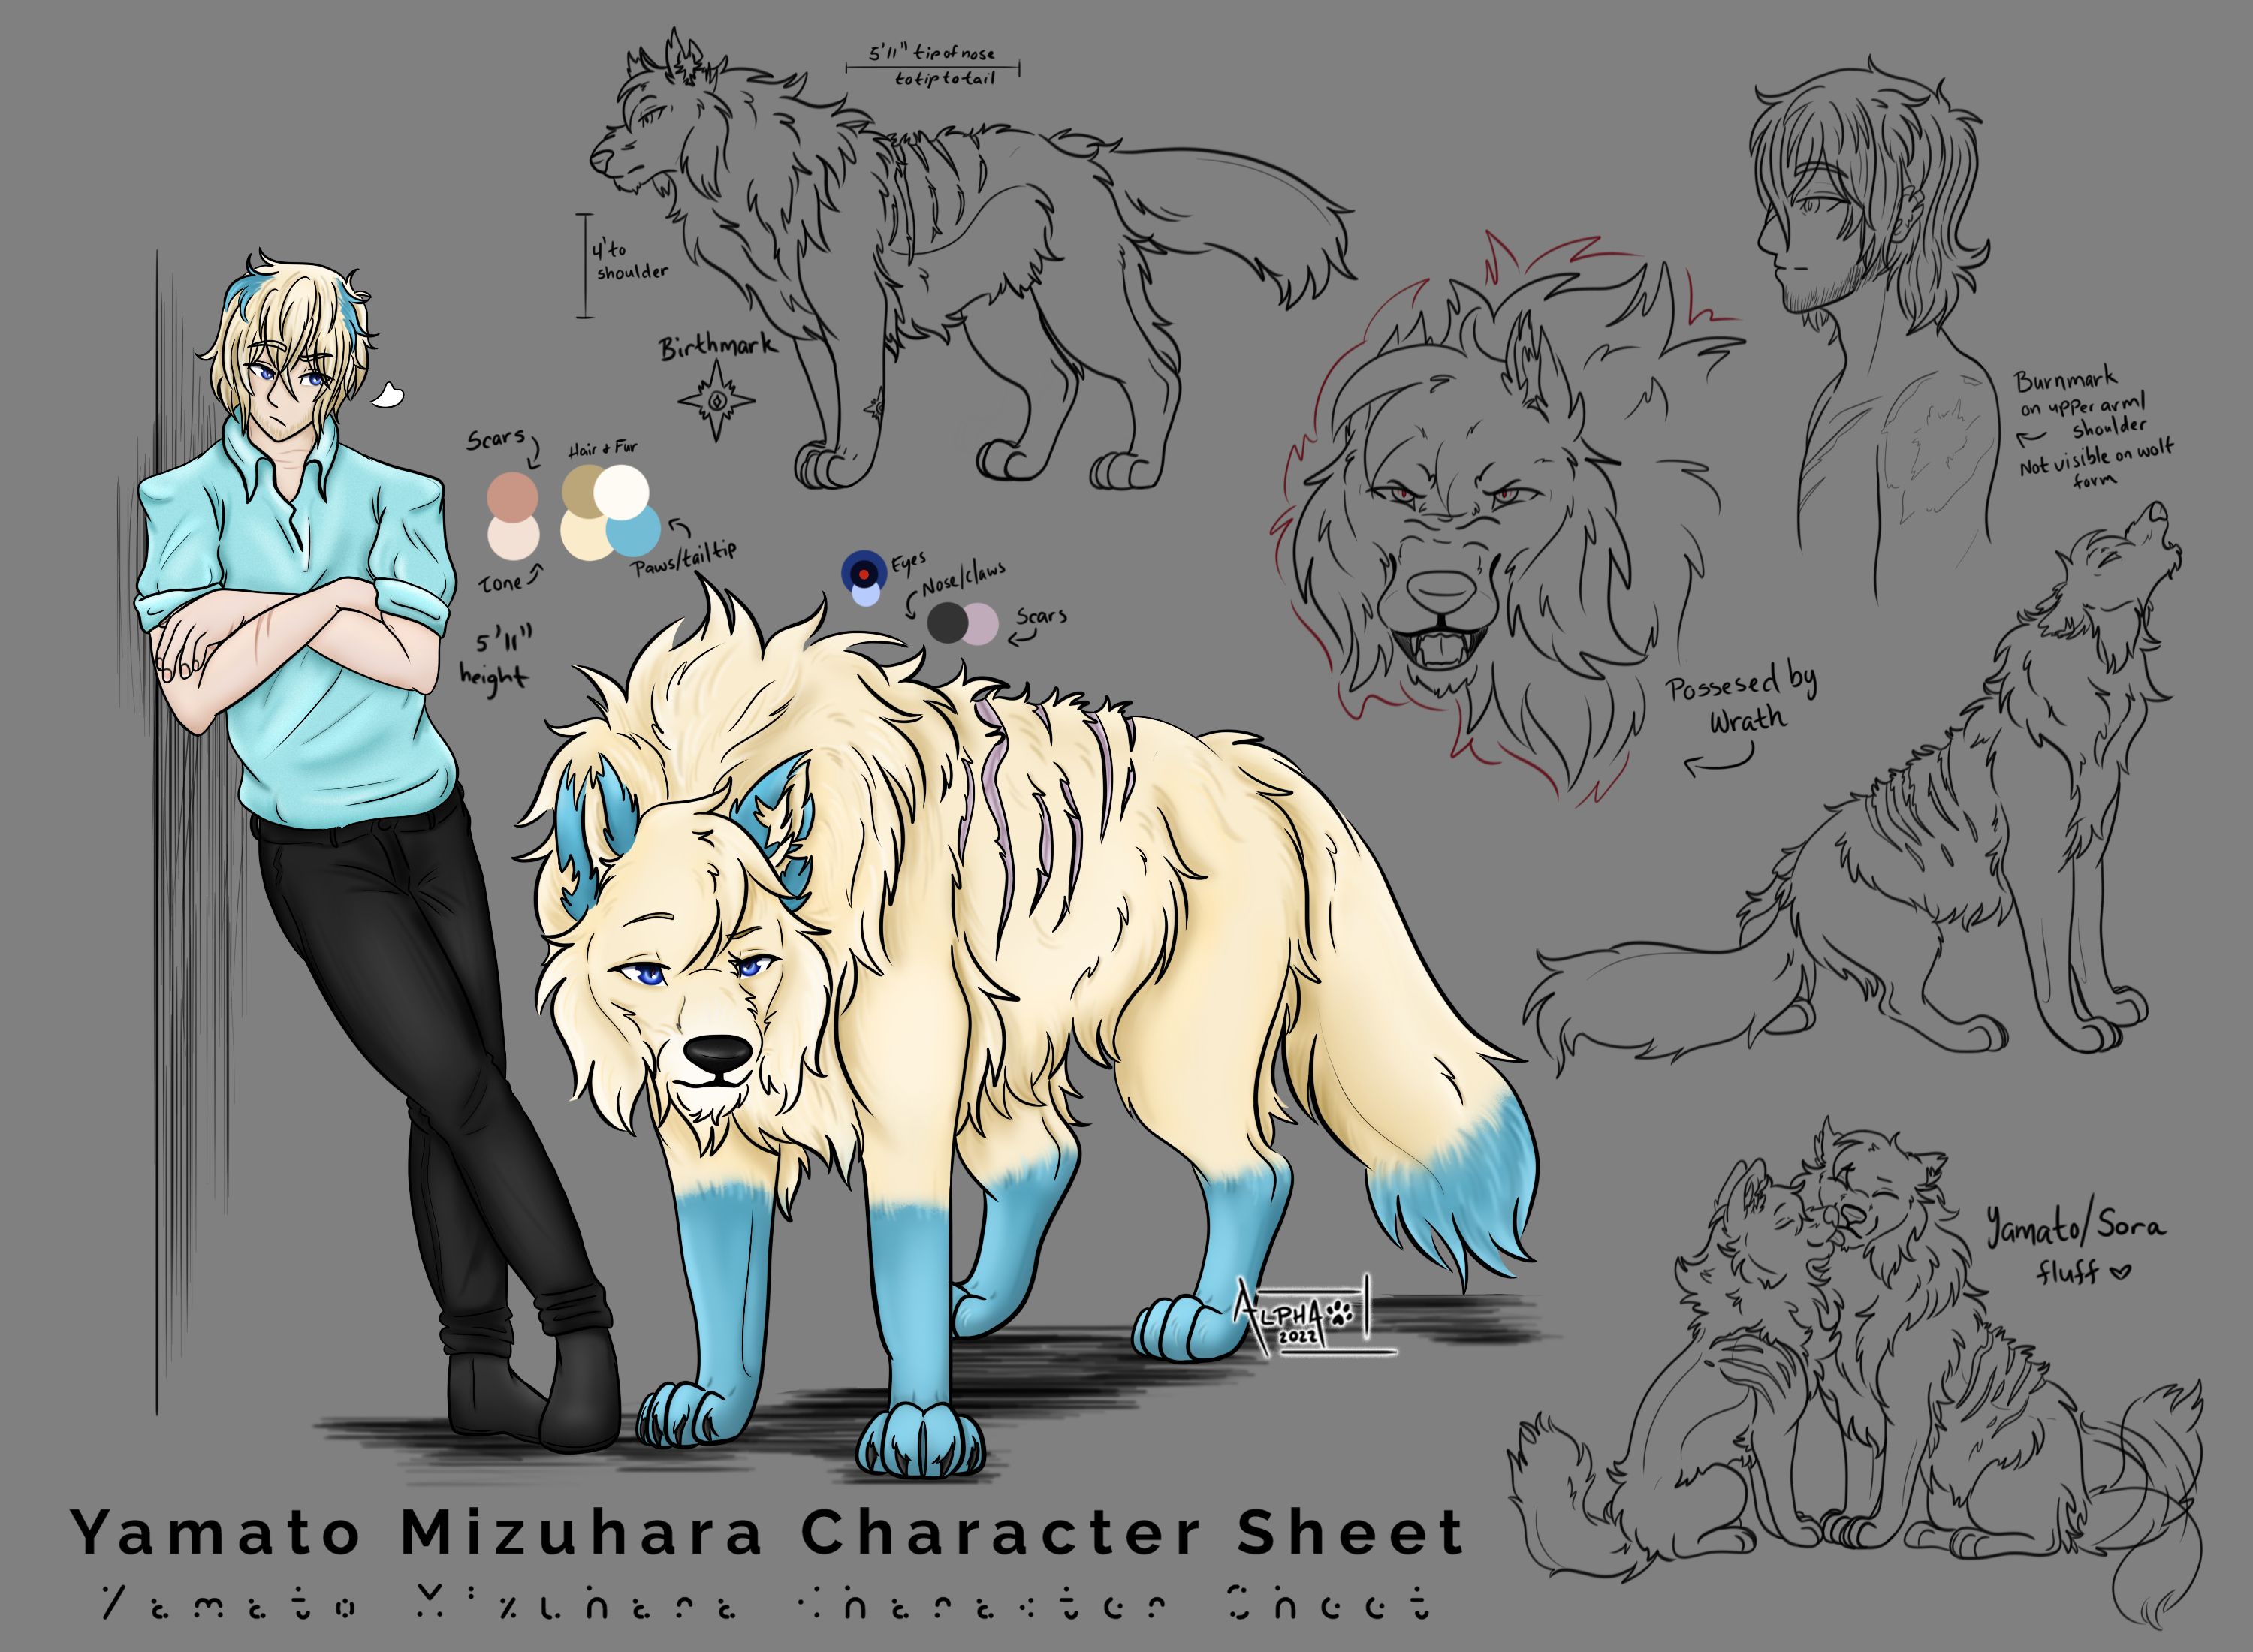 5'11" tip of nose
to tip to tail
4' to
shoulder
Birthmark
Scars
Hair & Fur
Tone
Paws/tail tip
5'11"
height
Eyes
Nose/claws
Scars
Burnmark
on upper arm/
shoulder
Not visible on wolf
form
Possesed by
Wrath
Yamato/Sora
fluff
ALPHA
2022
Yamato Mizuhara Character Sheet
Yamato Mizuhara Character Sheet